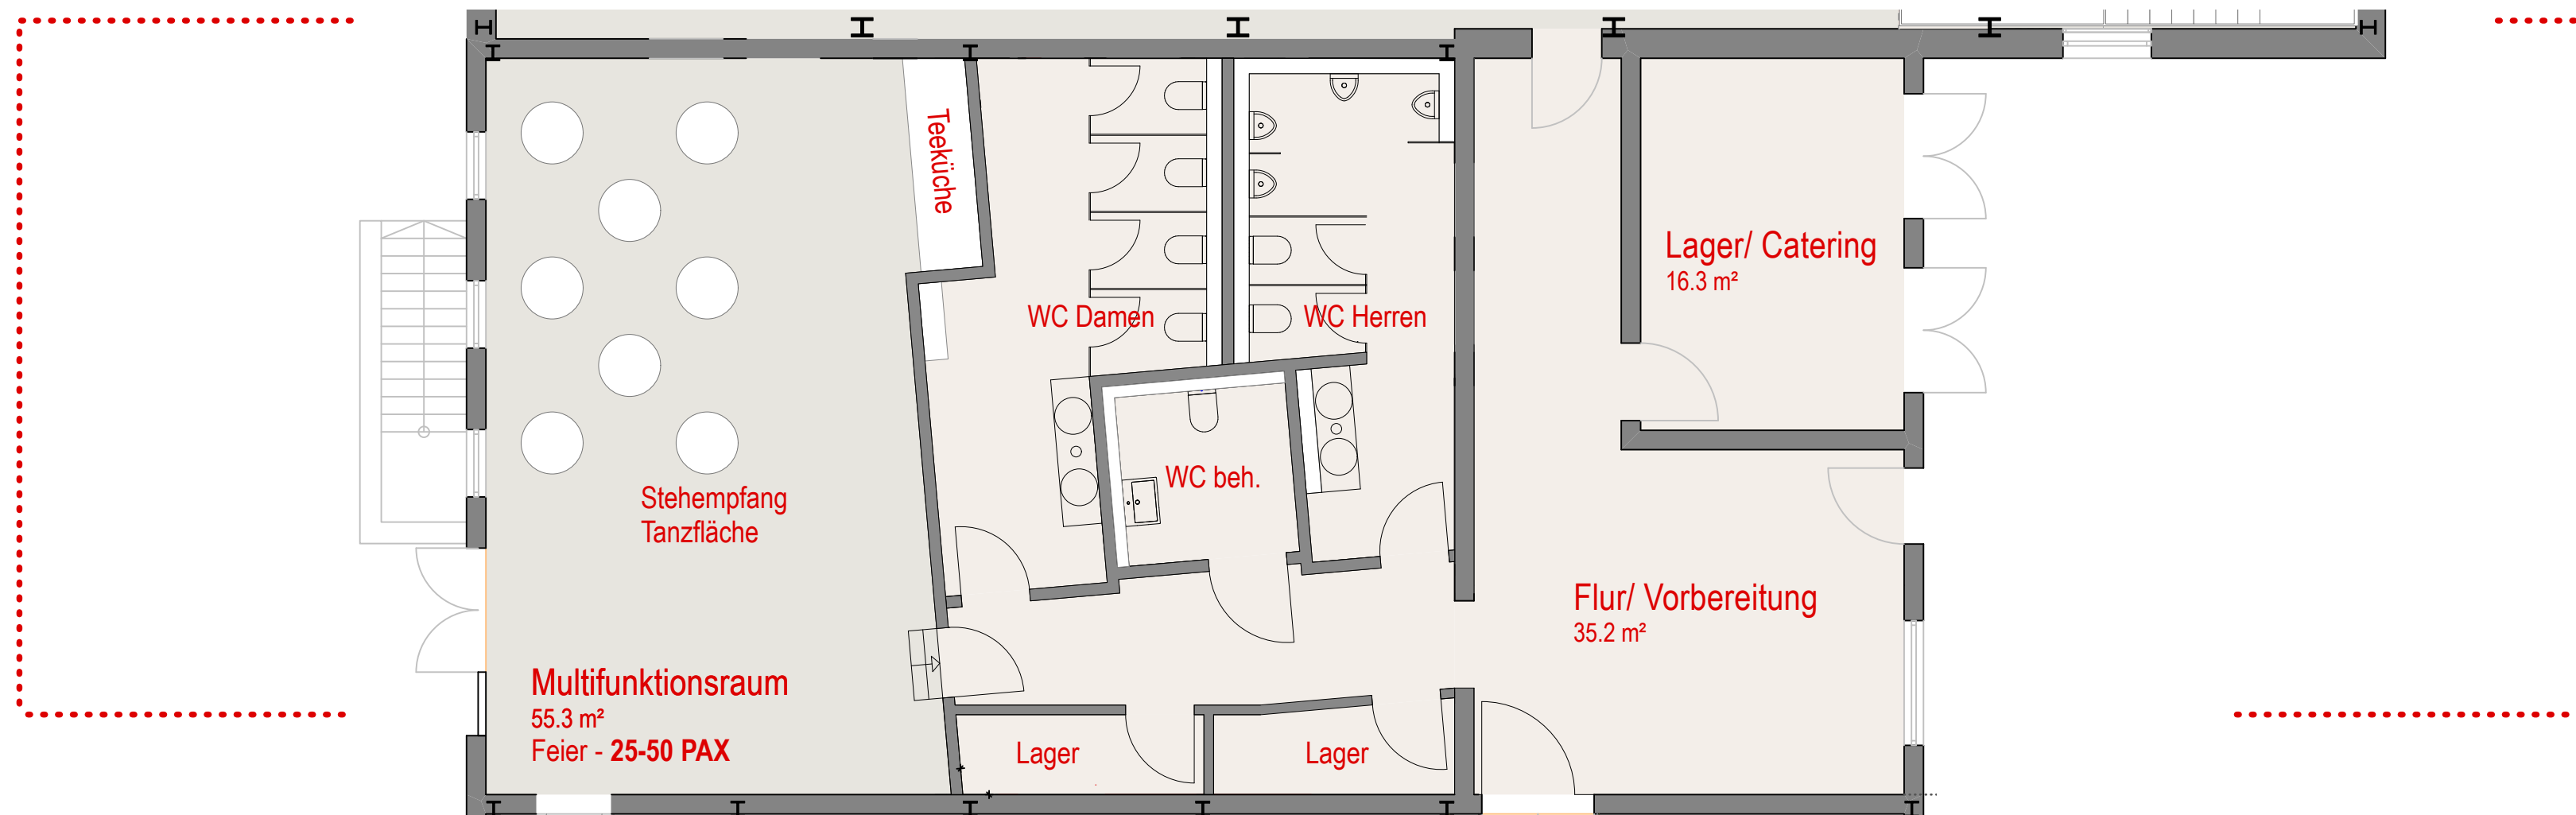 Teeküche
Lager/ Catering
16.3 m²
WC Damen
WC Herren
WC beh.
Stehempfang
Tanzfläche
Flur/ Vorbereitung
35.2 m²
Multifunktionsraum
55.3 m²
Feier - 25-50 PAX
Lager
Lager